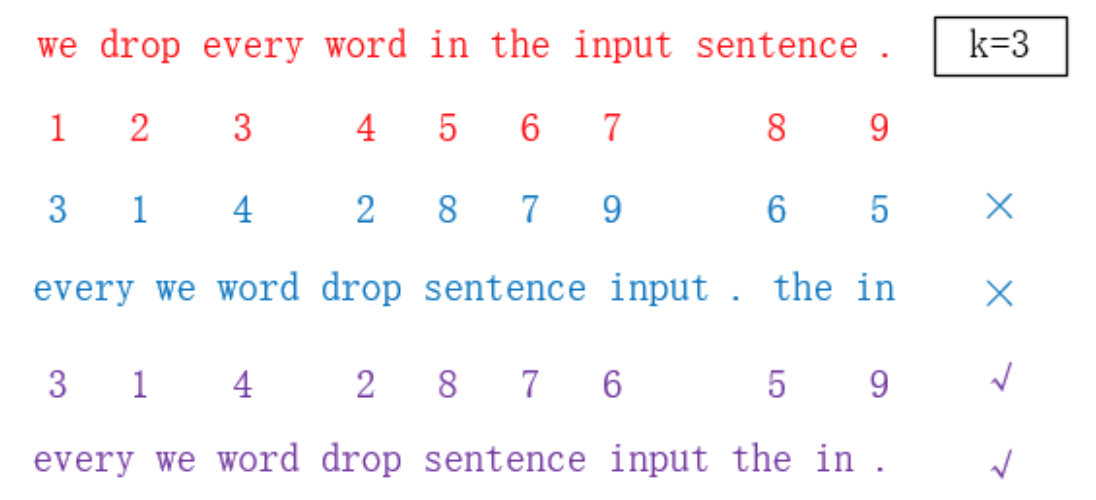 we drop every word in the input sentence . k=3
1 2 3 4 5 6 7 8 9
3 1 4 2 8 7 9 6 5 ×
every we word drop sentence input . the in ×
3 1 4 2 8 7 6 5 9 √
every we word drop sentence input the in . √